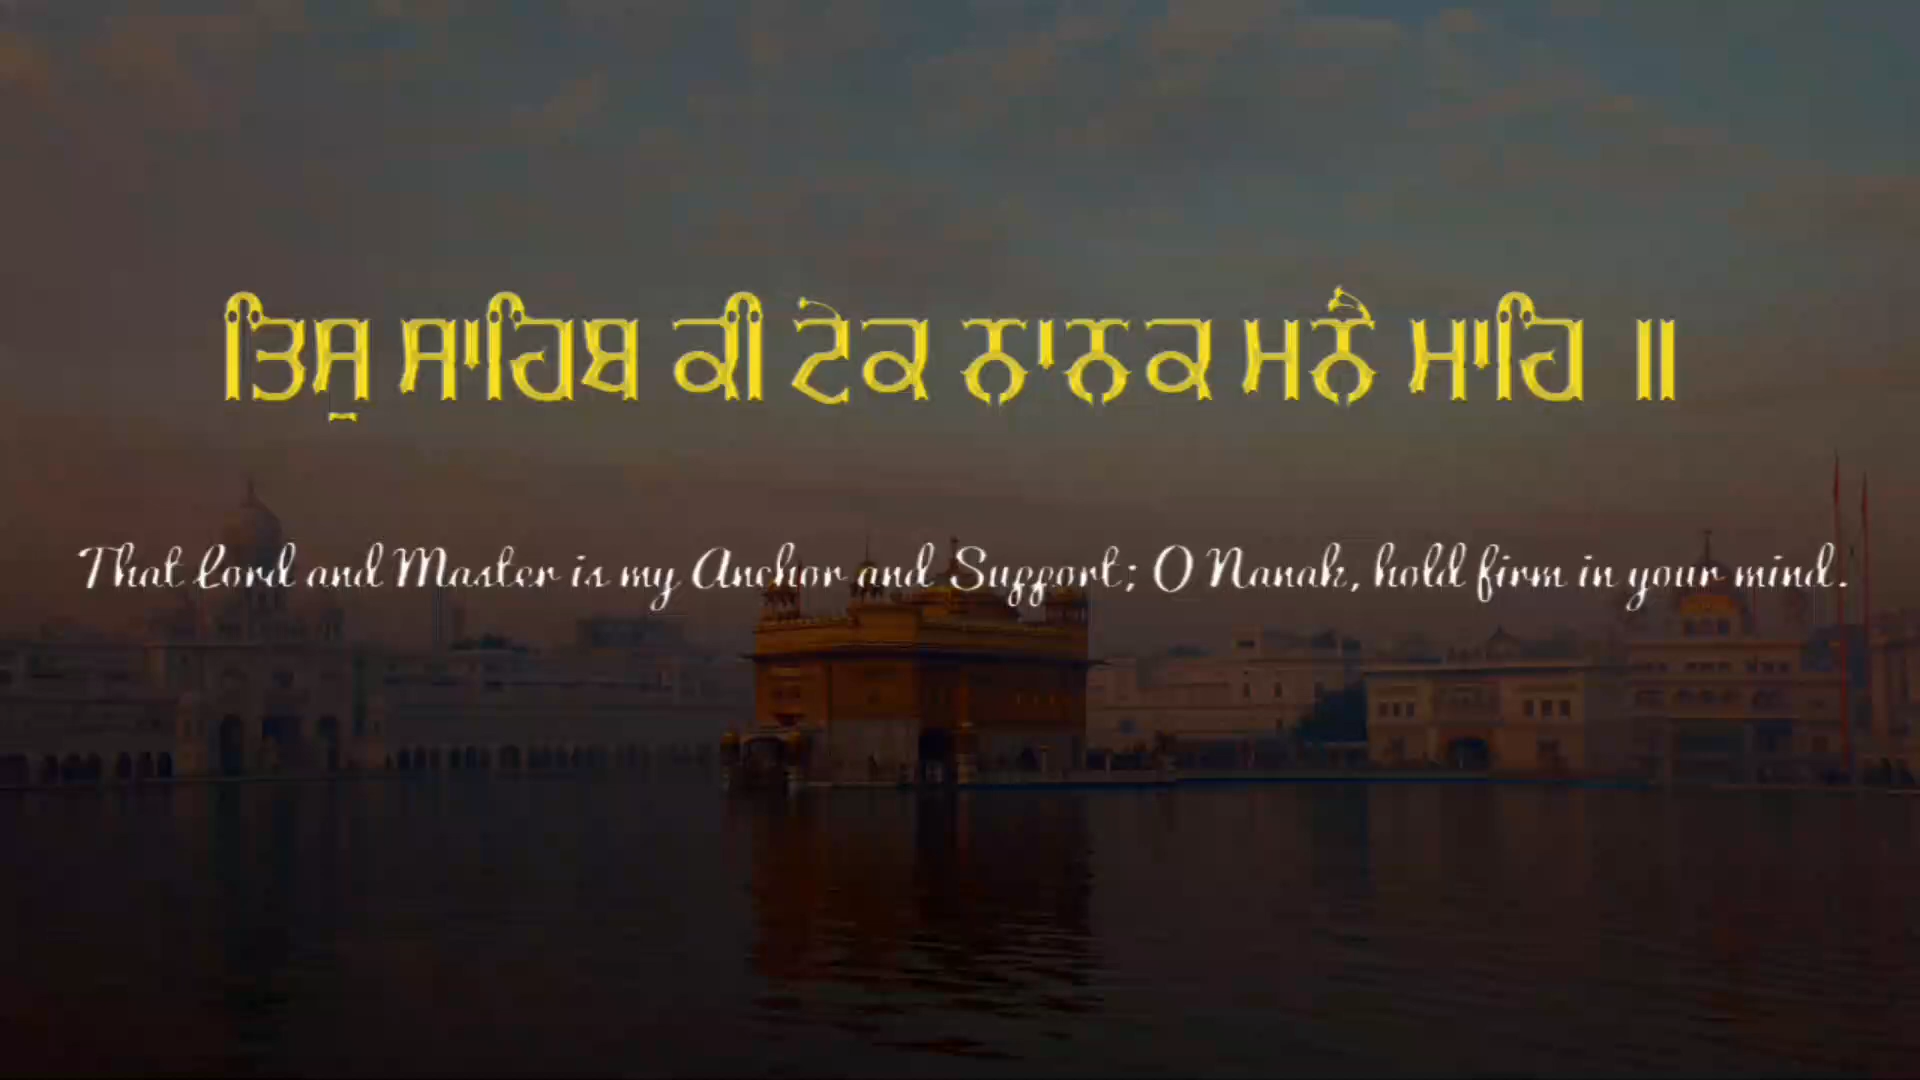 ਤਿਸੁ ਸਾਹਿਬ ਕੀ ਟੇਕ ਨਾਨਕ ਮਨੈ ਮਾਹਿ ॥
That Lord and Master is my Anchor and Support; O Nanak, hold firm in your mind.